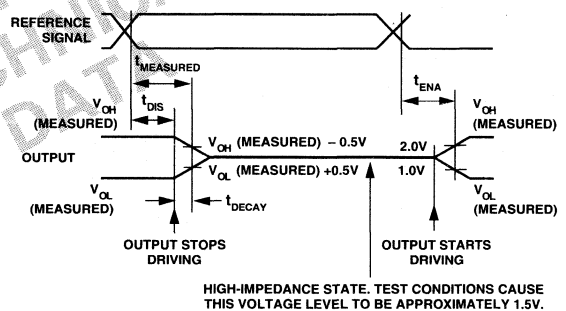 TECHNICAL
DATA
REFERENCE
SIGNAL
tMEASURED
tDIS
tENA
VOH
(MEASURED)
VOH
(MEASURED)
OUTPUT
VOH (MEASURED) – 0.5V
2.0V
VOL (MEASURED) +0.5V
1.0V
VOL
(MEASURED)
VOL
(MEASURED)
tDECAY
OUTPUT STOPS
DRIVING
OUTPUT STARTS
DRIVING
HIGH-IMPEDANCE STATE. TEST CONDITIONS CAUSE
THIS VOLTAGE LEVEL TO BE APPROXIMATELY 1.5V.